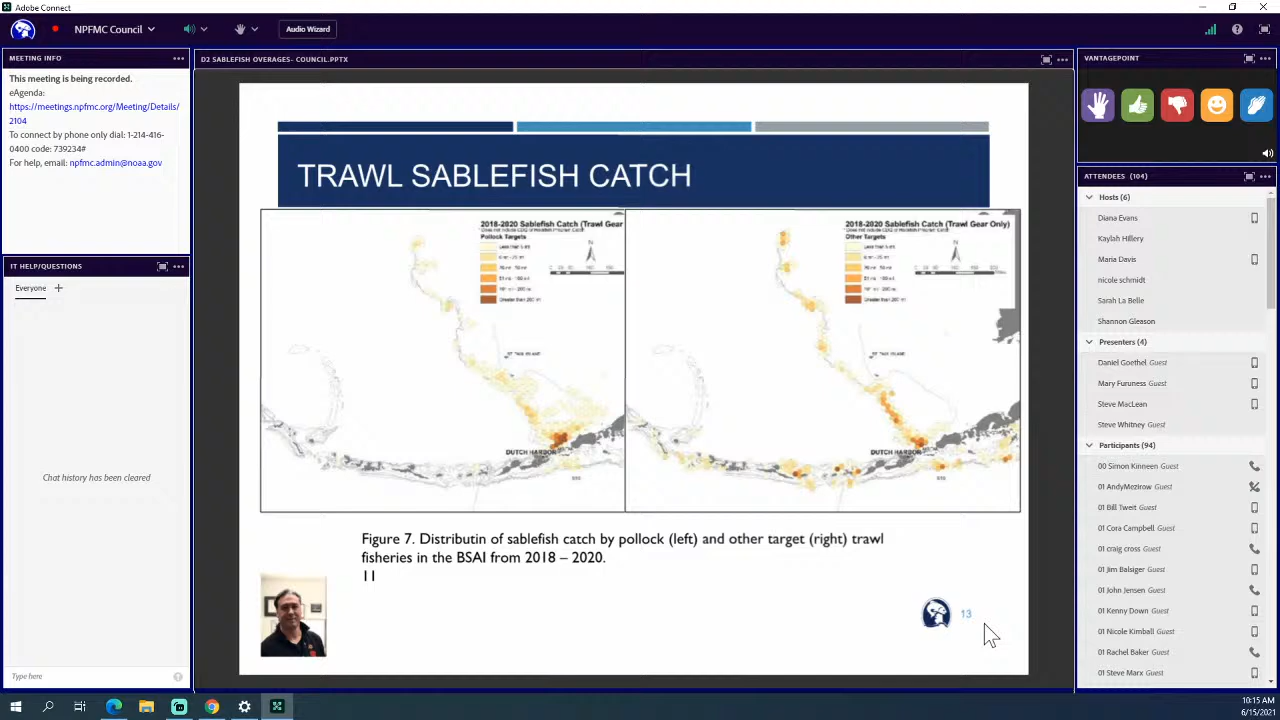 Adobe Connect
NPFMC Council
Audio Wizard
MEETING INFO
This meeting is being recorded.
eAgenda:
https://meetings.npfmc.org/Meeting/Details/
2104
To connect by phone only dial: 1-214-416-
0400 code: 739234#
For help, email: npfmc.admin@noaa.gov
IT HELP/QUESTIONS
Everyone
Chat history has been cleared
Type here
D2 SABLEFISH OVERAGES- COUNCIL.PPTX
TRAWL SABLEFISH CATCH
2018-2020 Sablefish Catch (Trawl Gear
Pollock Targets
N
ST PAUL ISLAND
DUTCH HARBOR
2018-2020 Sablefish Catch (Trawl Gear Only)
Other Targets
N
ST PAUL ISLAND
DUTCH HARBOR
Figure 7. Distributin of sablefish catch by pollock (left) and other target (right) trawl
fisheries in the BSAI from 2018 – 2020.
11
13
VANTAGEPOINT
ATTENDEES (104)
Hosts (6)
Diana Evans
Kaylah Hillery
Maria Davis
nicole schmidt
Sarah La Belle
Shannon Gleason
Presenters (4)
Daniel Goethel Guest
Mary Furuness Guest
Steve MacLean
Steve Whitney Guest
Participants (94)
00 Simon Kinneen Guest
01 AndyMezirow Guest
01 Bill Tweit Guest
01 Cora Campbell Guest
01 craig cross Guest
01 Jim Balsiger Guest
01 John Jensen Guest
01 Kenny Down Guest
01 Nicole Kimball Guest
01 Rachel Baker Guest
01 Steve Marx Guest
10:15 AM
6/15/2021